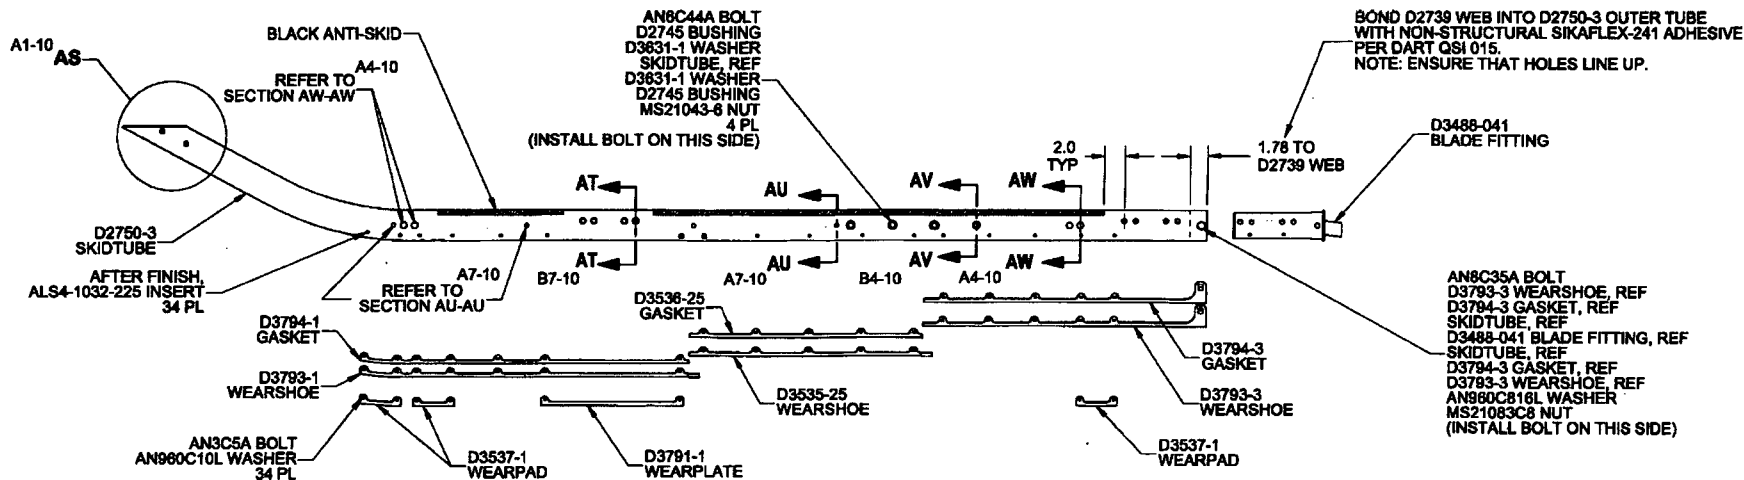 A1-10
AS
BLACK ANTI-SKID
A4-10
REFER TO
SECTION AW-AW
AN6C44A BOLT
D2745 BUSHING
D3631-1 WASHER
SKIDTUBE, REF
D3631-1 WASHER
D2745 BUSHING
MS21043-6 NUT
4 PL
(INSTALL BOLT ON THIS SIDE)
BOND D2739 WEB INTO D2750-3 OUTER TUBE
WITH NON-STRUCTURAL SIKAFLEX-241 ADHESIVE
PER DART QSI 015.
NOTE: ENSURE THAT HOLES LINE UP.
2.0
TYP
1.78 TO
D2739 WEB
D3488-041
BLADE FITTING
AT
AU
AV
AW
D2750-3
SKIDTUBE
AFTER FINISH,
ALS4-1032-225 INSERT
34 PL
A7-10
REFER TO
SECTION AU-AU
B7-10
AT
A7-10
AU
B4-10
AV
A4-10
AW
D3536-25
GASKET
D3794-1
GASKET
D3793-1
WEARSHOE
D3535-25
WEARSHOE
D3794-3
GASKET
D3793-3
WEARSHOE
AN8C35A BOLT
D3793-3 WEARSHOE, REF
D3794-3 GASKET, REF
SKIDTUBE, REF
D3488-041 BLADE FITTING, REF
SKIDTUBE, REF
D3794-3 GASKET, REF
D3793-3 WEARSHOE, REF
AN960C816L WASHER
MS21083C8 NUT
(INSTALL BOLT ON THIS SIDE)
AN3C5A BOLT
AN960C10L WASHER
34 PL
D3537-1
WEARPAD
D3791-1
WEARPLATE
D3537-1
WEARPAD